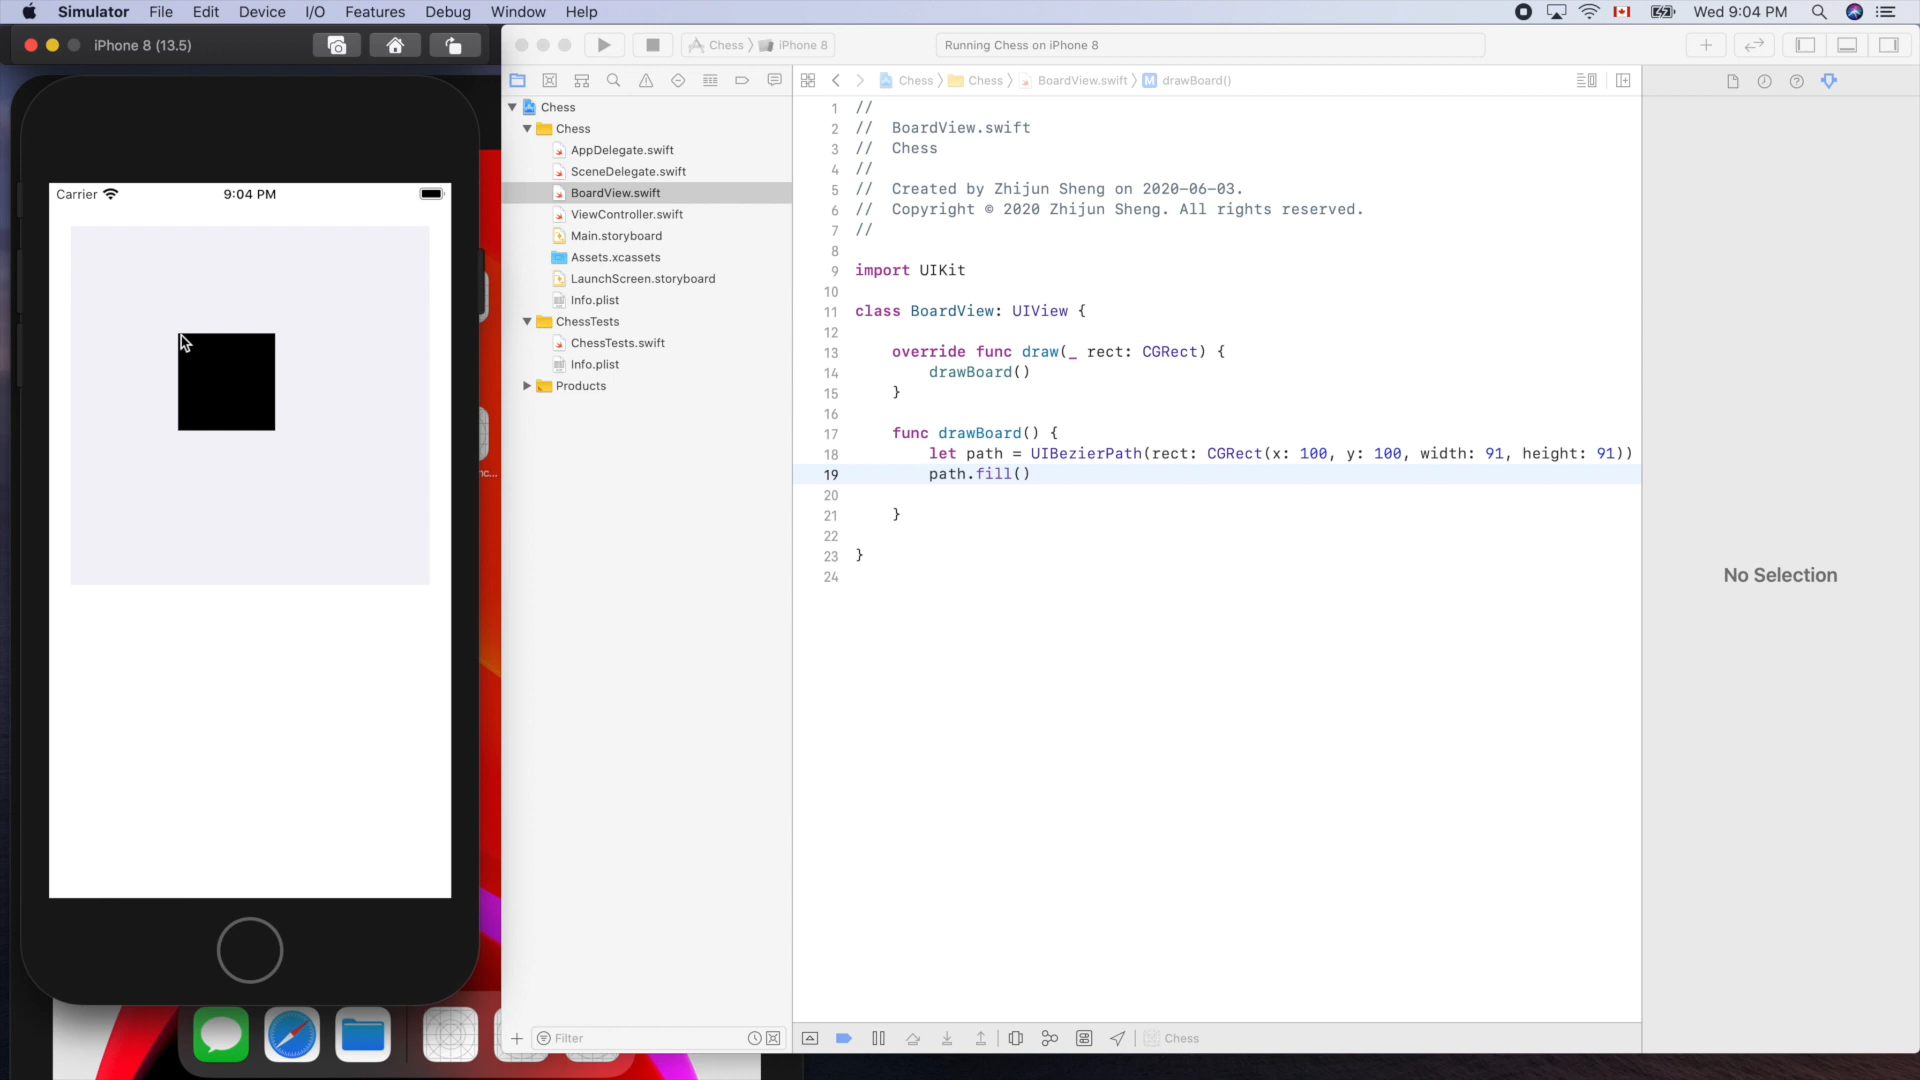 Simulator File Edit Device I/O Features Debug Window Help Wed 9:04 PM
iPhone 8 (13.5)
Chess 〉 iPhone 8
Running Chess on iPhone 8
Chess 〉 Chess 〉 BoardView.swift 〉 M drawBoard()
Carrier 9:04 PM
Chess
Chess
AppDelegate.swift
SceneDelegate.swift
BoardView.swift
ViewController.swift
Main.storyboard
Assets.xcassets
LaunchScreen.storyboard
Info.plist
ChessTests
ChessTests.swift
Info.plist
Products
1 //
2 // BoardView.swift
3 // Chess
4 //
5 // Created by Zhijun Sheng on 2020-06-03.
6 // Copyright © 2020 Zhijun Sheng. All rights reserved.
7 //
8
9 import UIKit
10
11 class BoardView: UIView {
12
13 override func draw(_ rect: CGRect) {
14 drawBoard()
15 }
16
17 func drawBoard() {
18 let path = UIBezierPath(rect: CGRect(x: 100, y: 100, width: 91, height: 91))
19 path.fill()
20
21 }
22
23 }
24
No Selection
Filter
Chess